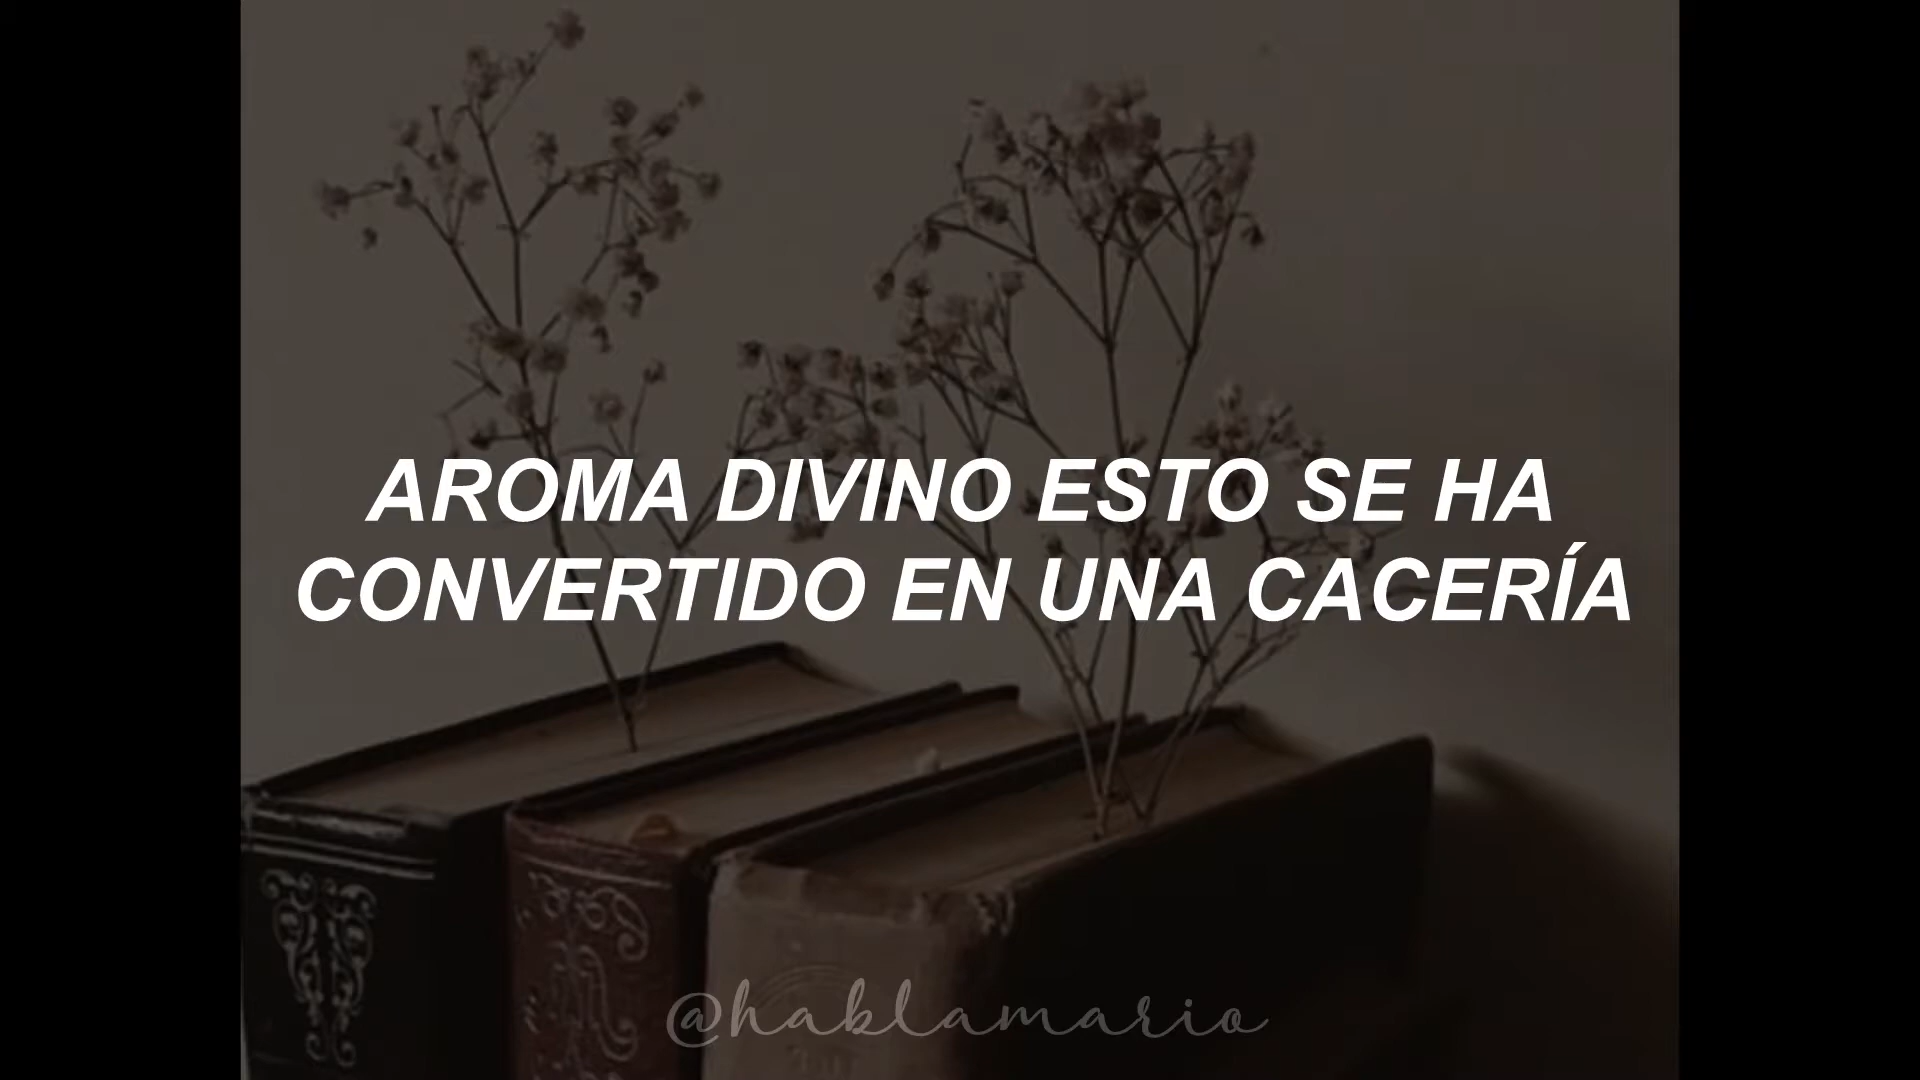 AROMA DIVINO ESTO SE HA
CONVERTIDO EN UNA CACERÍA
@hablamario